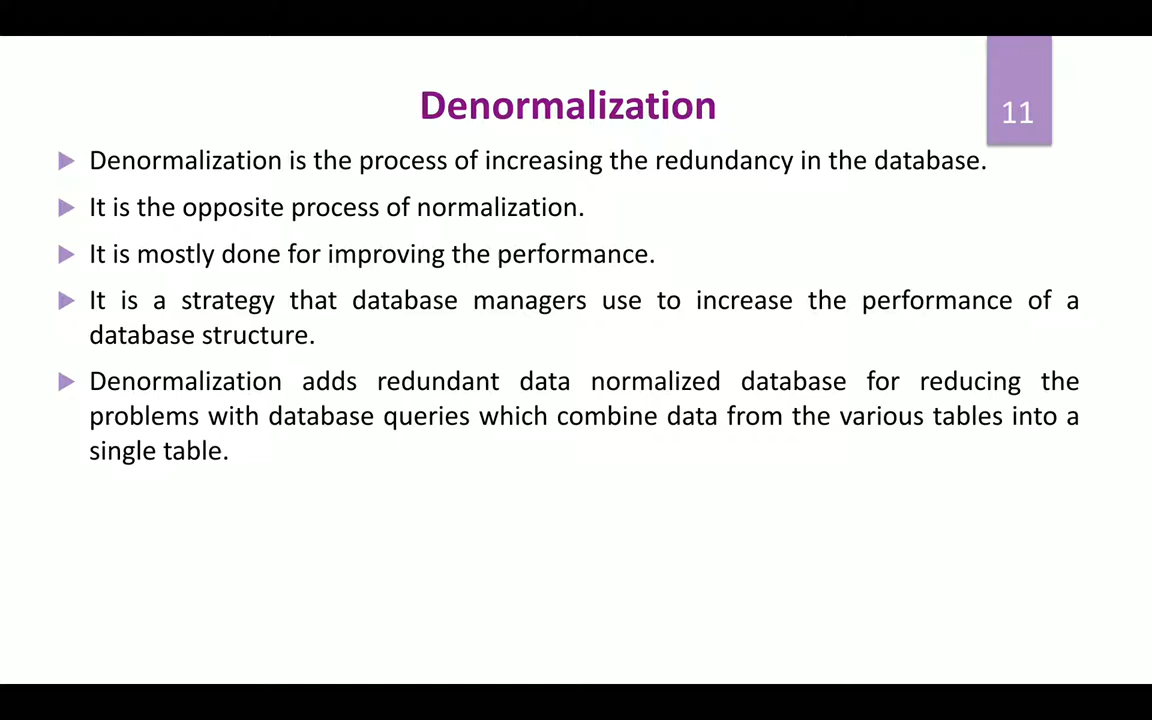 Denormalization
11
Denormalization is the process of increasing the redundancy in the database.
It is the opposite process of normalization.
It is mostly done for improving the performance.
It is a strategy that database managers use to increase the performance of a
database structure.
Denormalization adds redundant data normalized database for reducing the
problems with database queries which combine data from the various tables into a
single table.